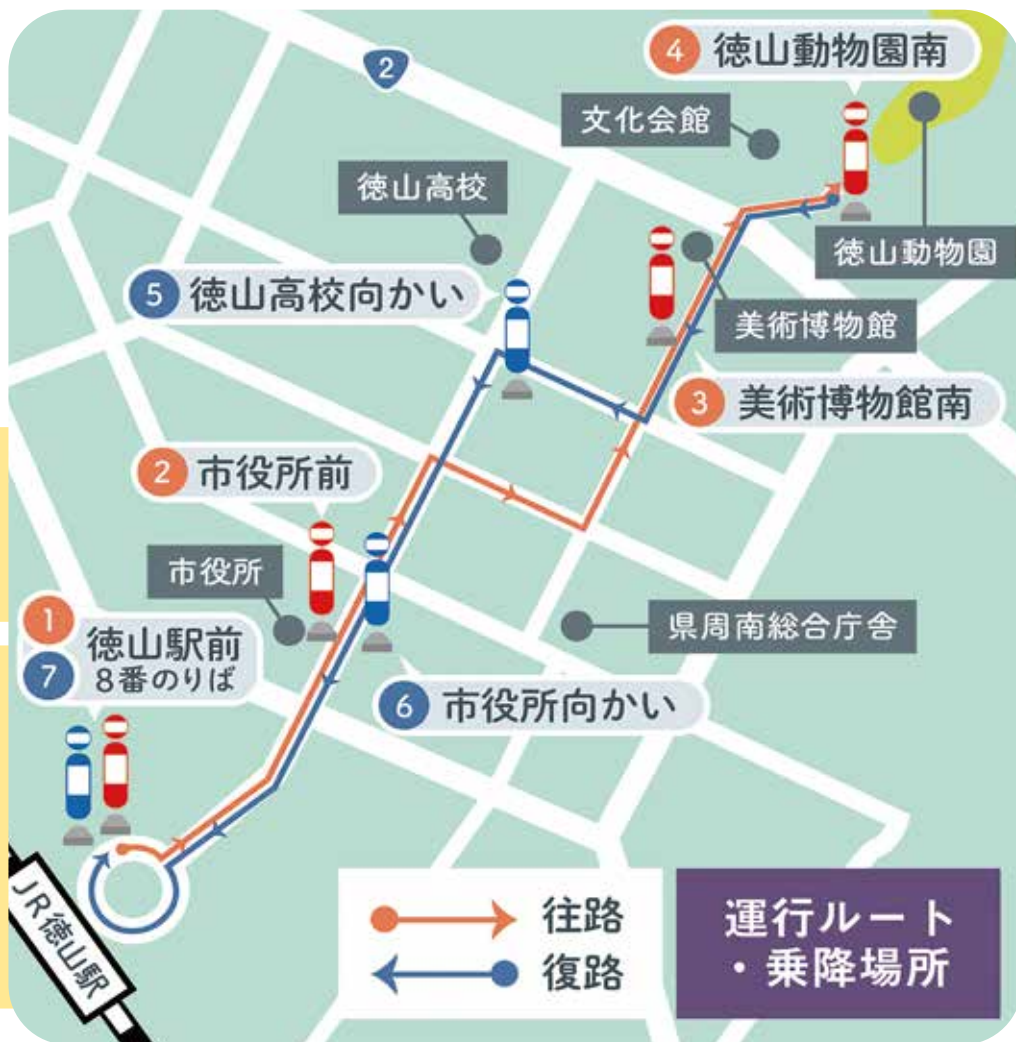 4 徳山動物園南
2
文化会館
徳山高校
徳山動物園
5 徳山高校向かい
美術博物館
3 美術博物館南
2 市役所前
市役所
県周南総合庁舎
1
7
徳山駅前
8番のりば
6 市役所向かい
JR徳山駅
往路
復路
運行ルート
・乗降場所